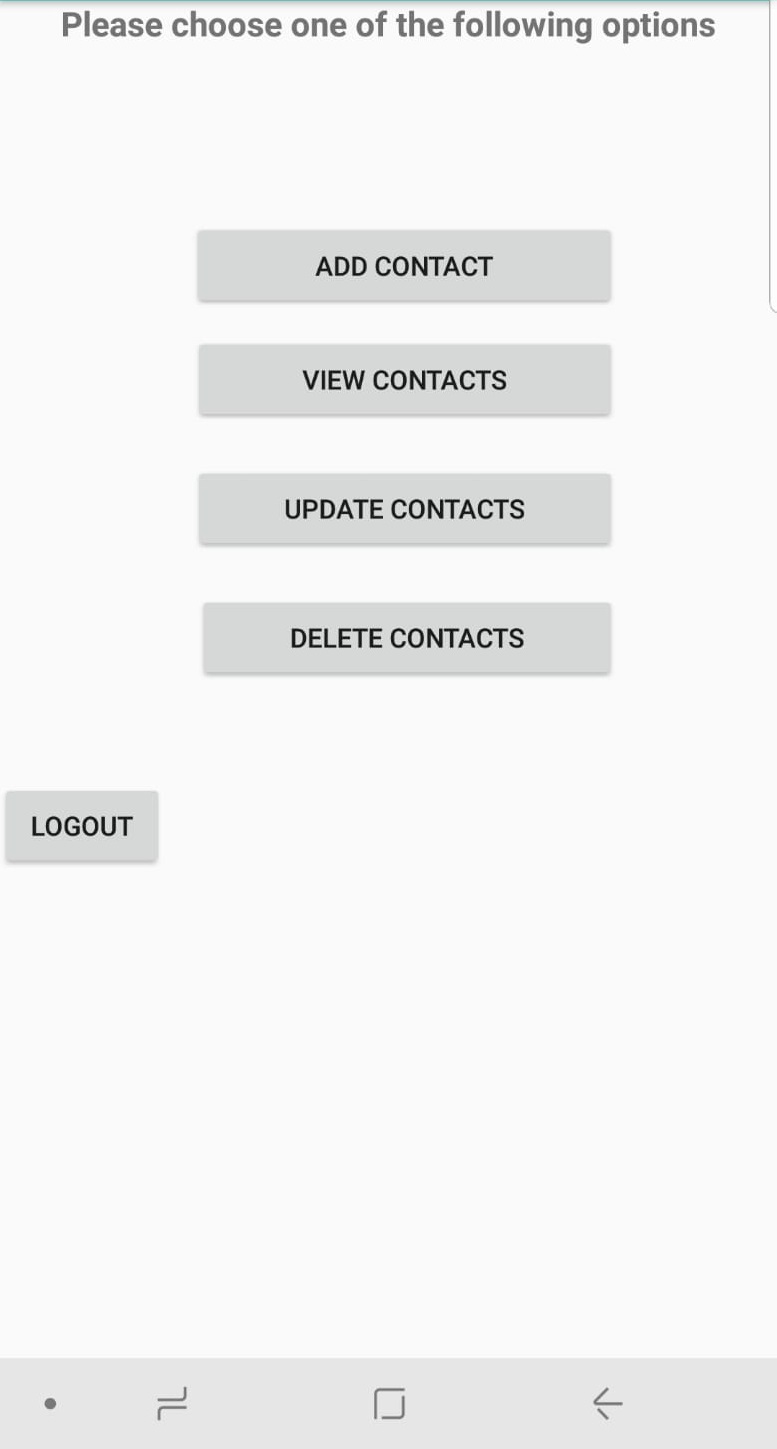 Please choose one of the following options
ADD CONTACT
VIEW CONTACTS
UPDATE CONTACTS
DELETE CONTACTS
LOGOUT